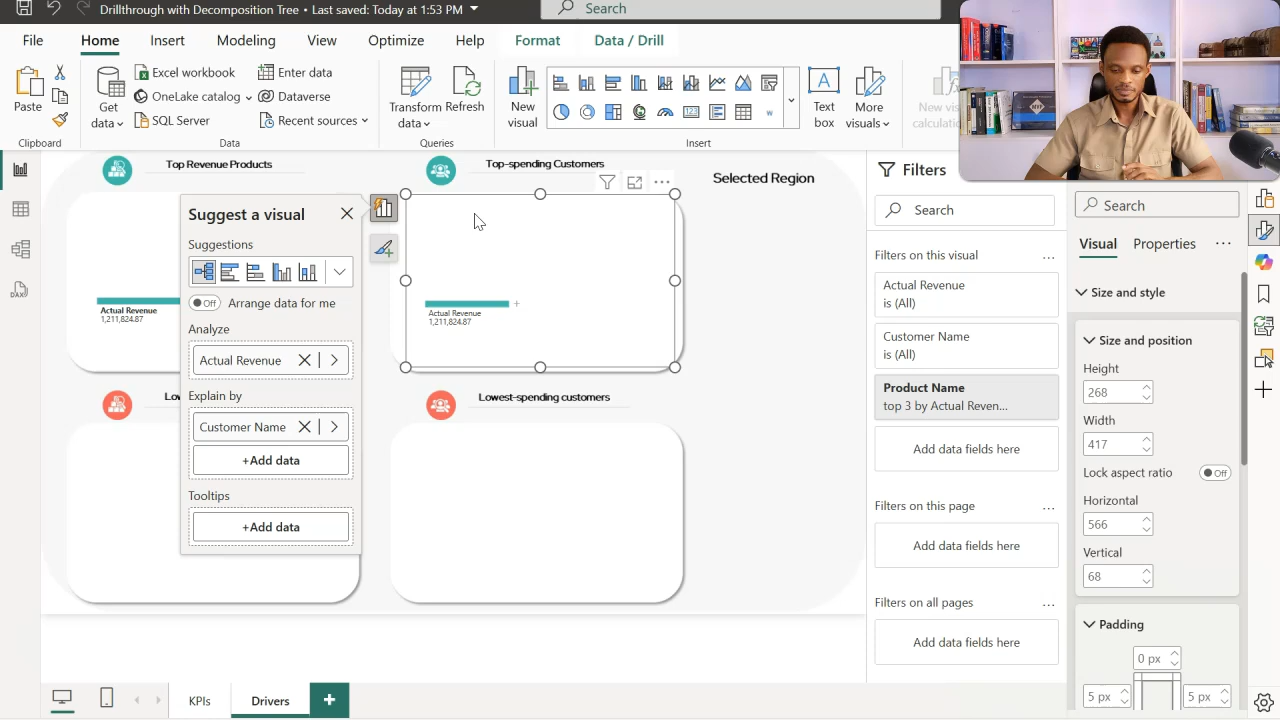 Drillthrough with Decomposition Tree • Last saved: Today at 1:53 PM
Search
File
Home
Insert
Modeling
View
Optimize
Help
Format
Data / Drill
Paste
Clipboard
Get data
Excel workbook
OneLake catalog
SQL Server
Enter data
Dataverse
Recent sources
Data
Transform data
Refresh
Queries
New visual
Text box
More visuals
Insert
New visual
calculation
Top Revenue Products
Top-spending Customers
Selected Region
Suggest a visual
Suggestions
Off
Arrange data for me
Analyze
Actual Revenue
Explain by
Customer Name
+Add data
Tooltips
+Add data
Actual Revenue
1,211,824.87
Actual Revenue
1,211,824.87
Lowest-spending customers
Filters
Search
Filters on this visual
Actual Revenue
is (All)
Customer Name
is (All)
Product Name
top 3 by Actual Reven...
Add data fields here
Filters on this page
Add data fields here
Filters on all pages
Add data fields here
Search
Visual
Properties
Size and style
Size and position
Height
268
Width
417
Lock aspect ratio
Off
Horizontal
566
Vertical
68
Padding
0 px
5 px
5 px
KPIs
Drivers